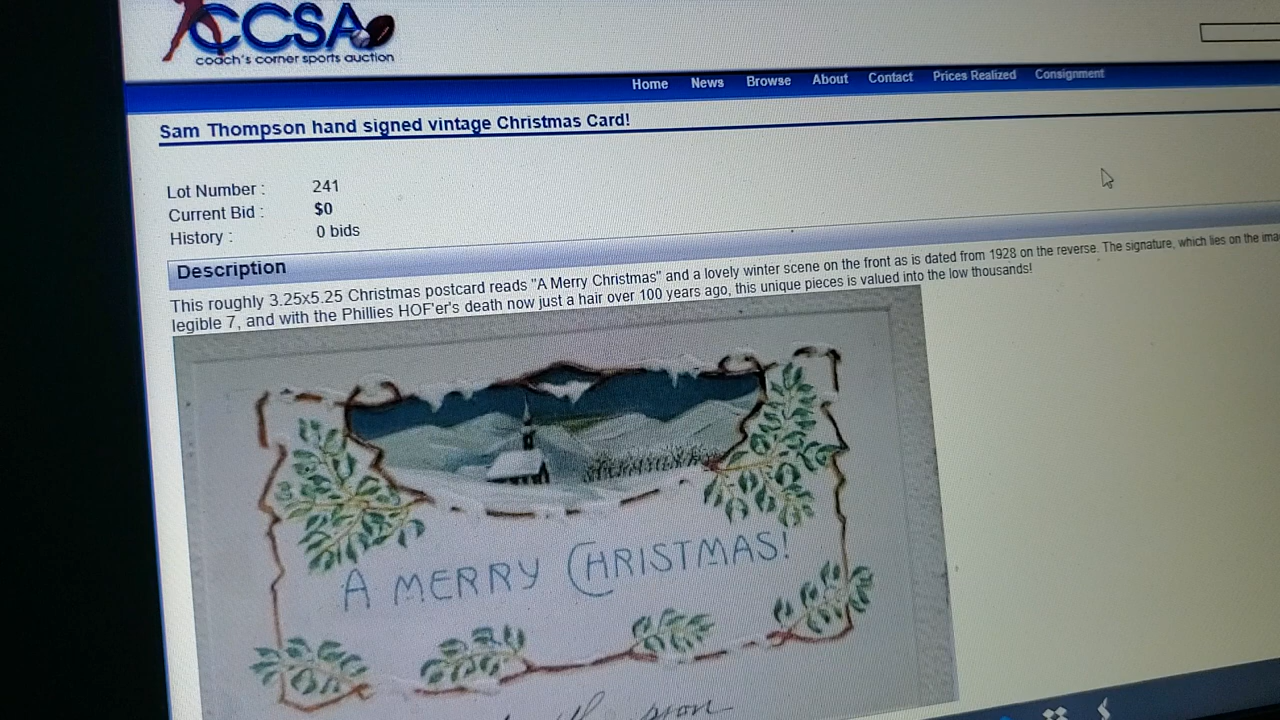 CCSA
coach's corner sports auction
Home News Browse About Contact Prices Realized Consignment
Sam Thompson hand signed vintage Christmas Card!
Lot Number : 241
Current Bid : $0
History : 0 bids
Description
This roughly 3.25x5.25 Christmas postcard reads "A Merry Christmas" and a lovely winter scene on the front as is dated from 1928 on the reverse. The signature, which lies on the
legible 7, and with the Phillies HOF'er's death now just a hair over 100 years ago, this unique pieces is valued into the low thousands!
A MERRY CHRISTMAS!